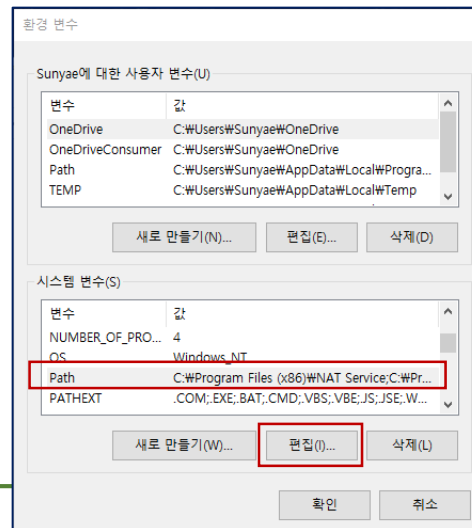 환경 변수
Sunyae에 대한 사용자 변수(U)
변수 값
OneDrive C:₩Users₩Sunyae₩OneDrive
OneDriveConsumer C:₩Users₩Sunyae₩OneDrive
Path C:₩Users₩Sunyae₩AppData₩Local₩Progra...
TEMP C:₩Users₩Sunyae₩AppData₩Local₩Temp
새로 만들기(N)... 편집(E)... 삭제(D)
시스템 변수(S)
변수 값
NUMBER_OF_PRO... 4
OS Windows_NT
Path C:₩Program Files (x86)₩NAT Service;C:₩Pr...
PATHEXT .COM;.EXE;.BAT;.CMD;.VBS;.VBE;.JS;.JSE;.W...
새로 만들기(W)... 편집(I)... 삭제(L)
확인 취소